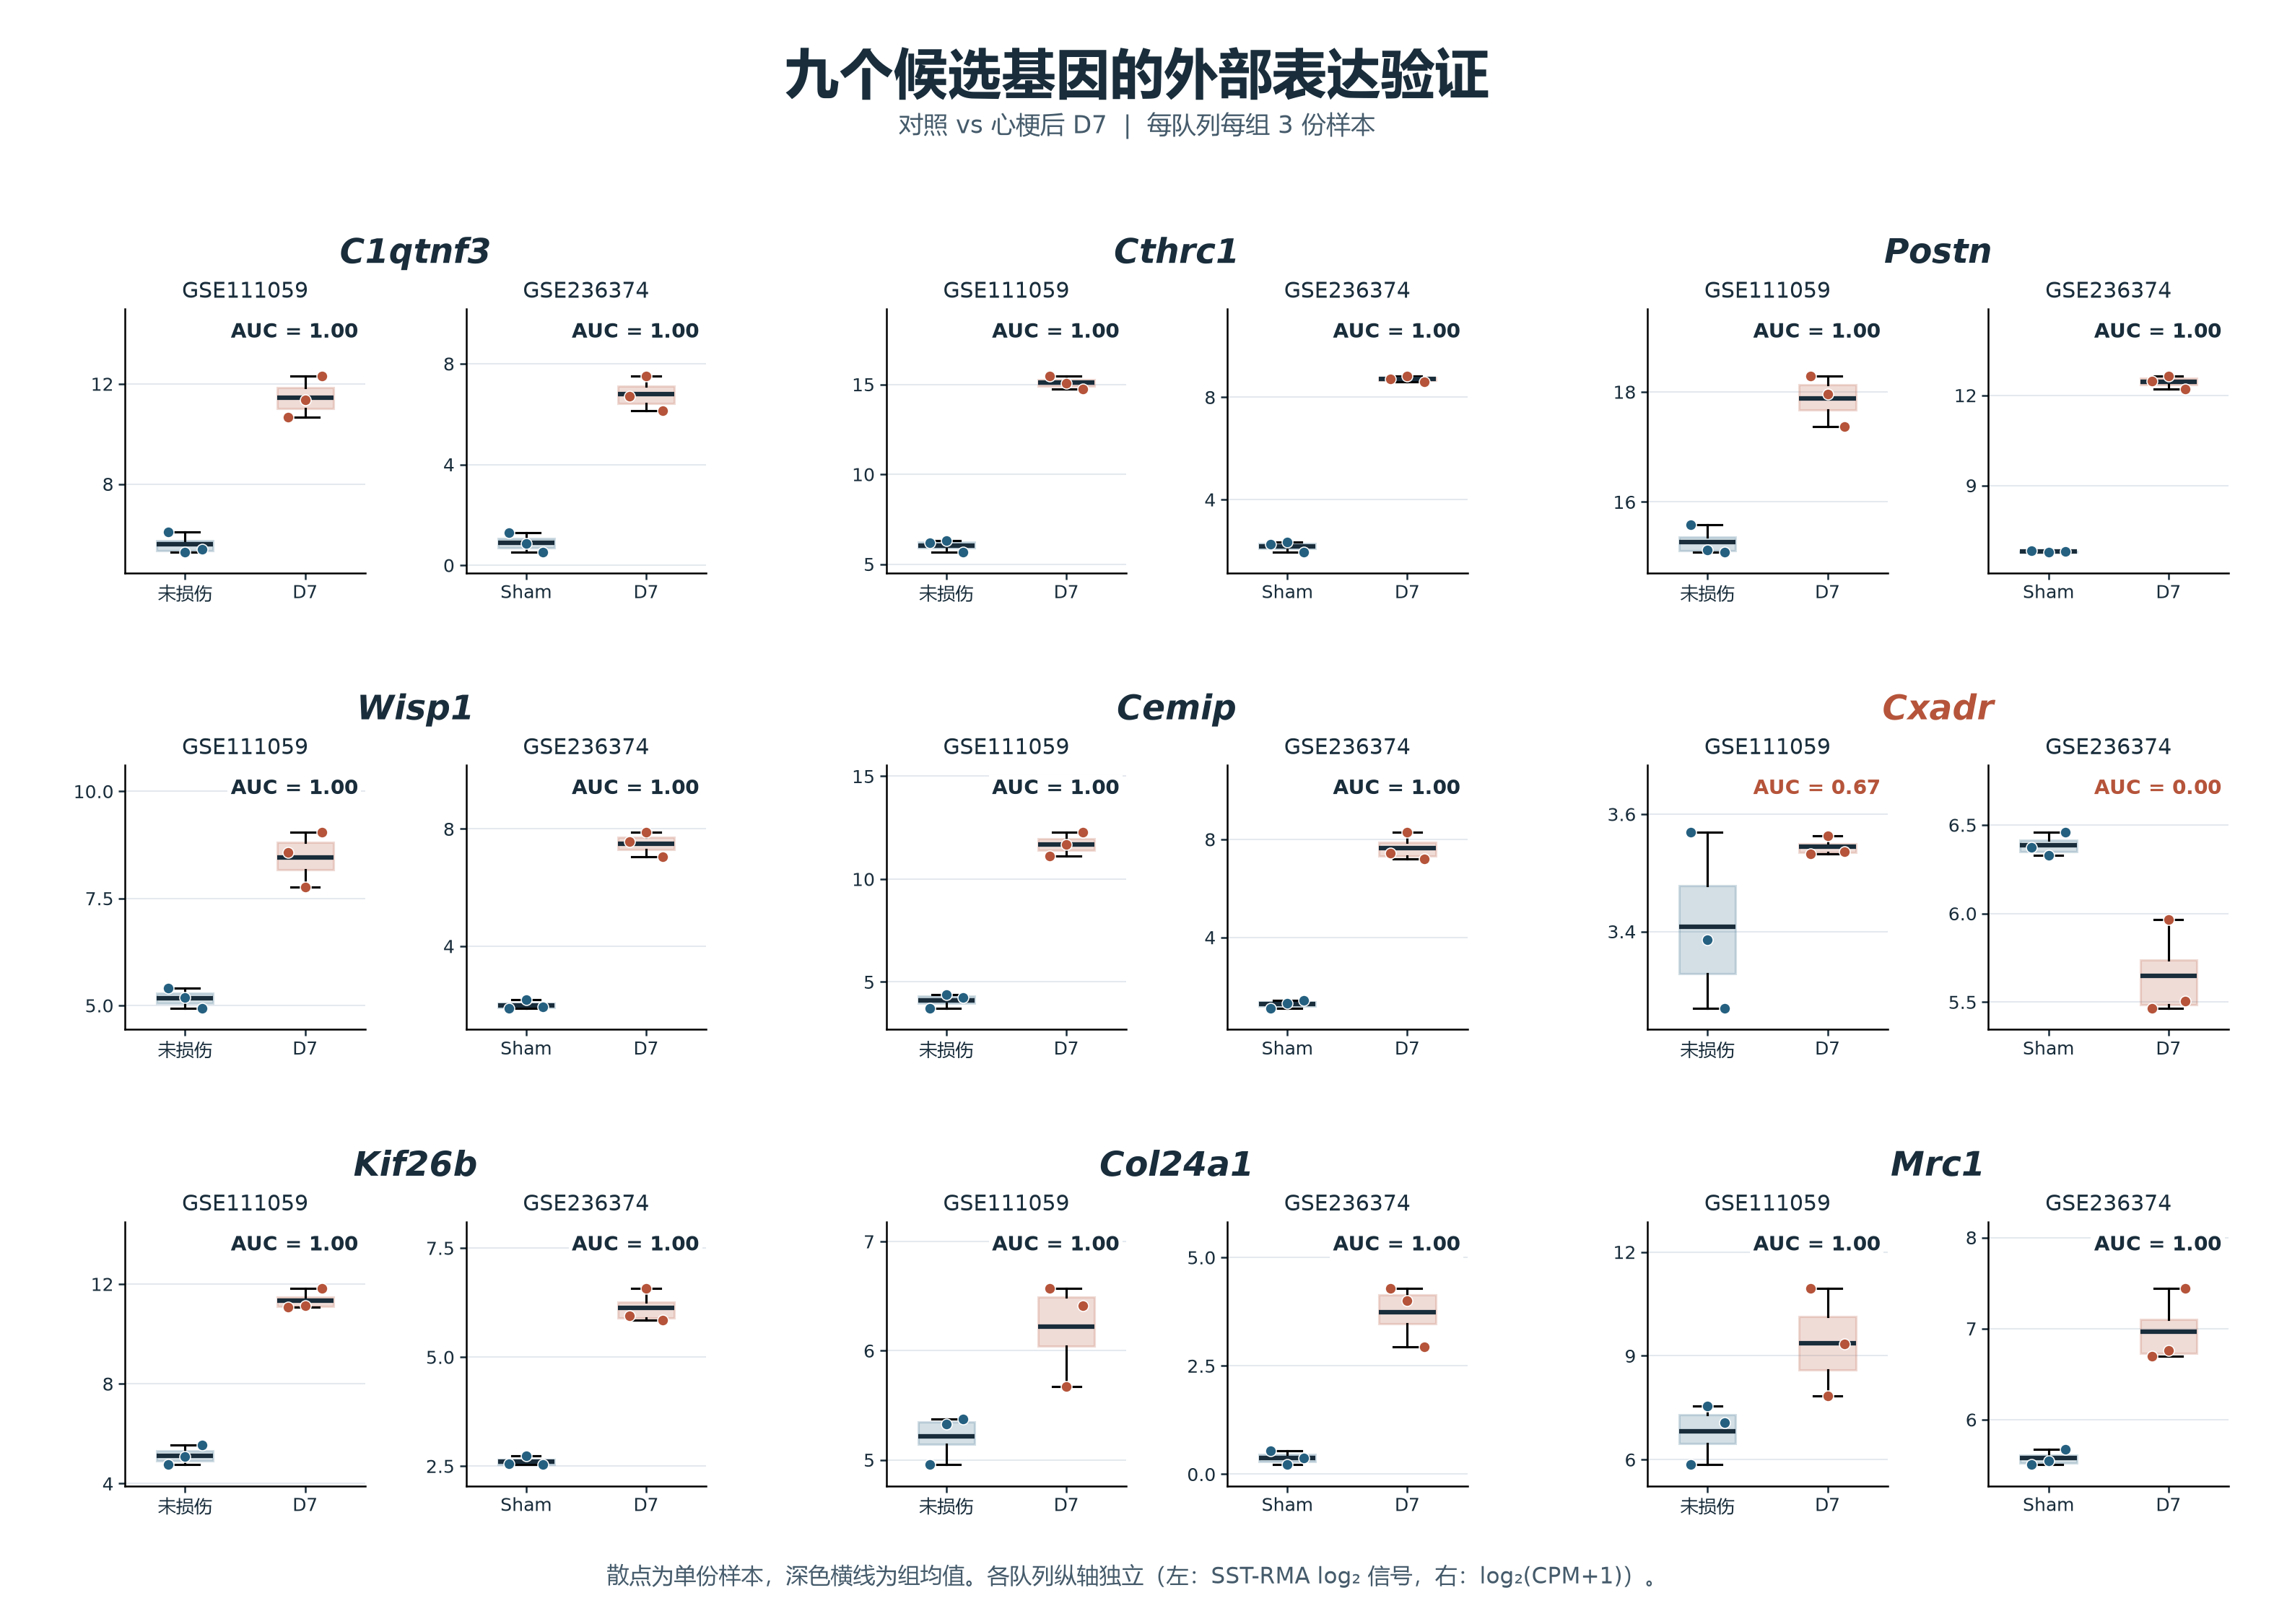 九个候选基因的外部表达验证
对照 vs 心梗后 D7 | 每队列每组 3 份样本
C1qtnf3
GSE111059
AUC = 1.00
12
8
未损伤 D7
GSE236374
AUC = 1.00
8
4
0
Sham D7
Cthrc1
GSE111059
AUC = 1.00
15
10
5
未损伤 D7
GSE236374
AUC = 1.00
8
4
Sham D7
Postn
GSE111059
AUC = 1.00
18
16
未损伤 D7
GSE236374
AUC = 1.00
12
9
Sham D7
Wisp1
GSE111059
AUC = 1.00
10.0
7.5
5.0
未损伤 D7
GSE236374
AUC = 1.00
8
4
Sham D7
Cemip
GSE111059
AUC = 1.00
15
10
5
未损伤 D7
GSE236374
AUC = 1.00
8
4
Sham D7
Cxadr
GSE111059
AUC = 0.67
3.6
3.4
未损伤 D7
GSE236374
AUC = 0.00
6.5
6.0
5.5
Sham D7
Kif26b
GSE111059
AUC = 1.00
12
8
4
未损伤 D7
GSE236374
AUC = 1.00
7.5
5.0
2.5
Sham D7
Col24a1
GSE111059
AUC = 1.00
7
6
5
未损伤 D7
GSE236374
AUC = 1.00
5.0
2.5
0.0
Sham D7
Mrc1
GSE111059
AUC = 1.00
12
9
6
未损伤 D7
GSE236374
AUC = 1.00
8
7
6
Sham D7
散点为单份样本，深色横线为组均值。各队列纵轴独立（左：SST-RMA log₂ 信号，右：log₂(CPM+1)）。